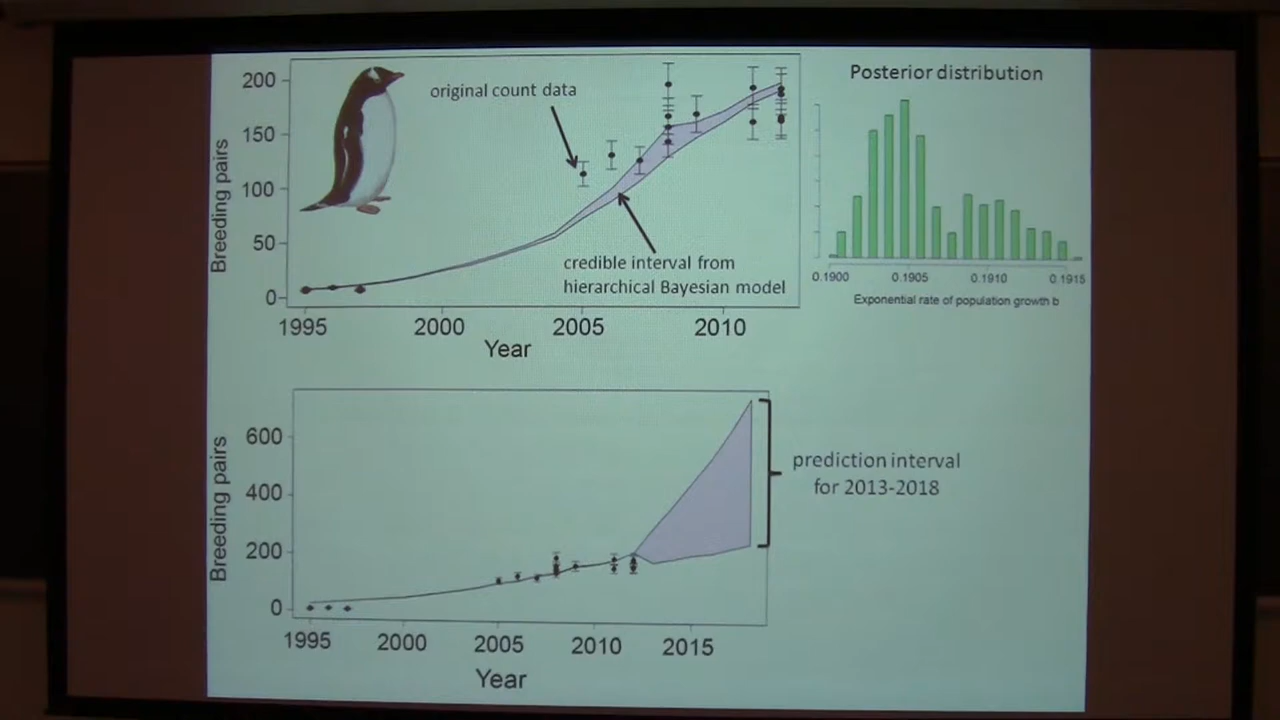 Posterior distribution
original count data
200
150
100
50
0
Breeding pairs
credible interval from
hierarchical Bayesian model
1995
2000
2005
2010
Year
0.1900
0.1905
0.1910
0.1915
Exponential rate of population growth b
600
400
200
0
Breeding pairs
prediction interval
for 2013-2018
1995
2000
2005
2010
2015
Year